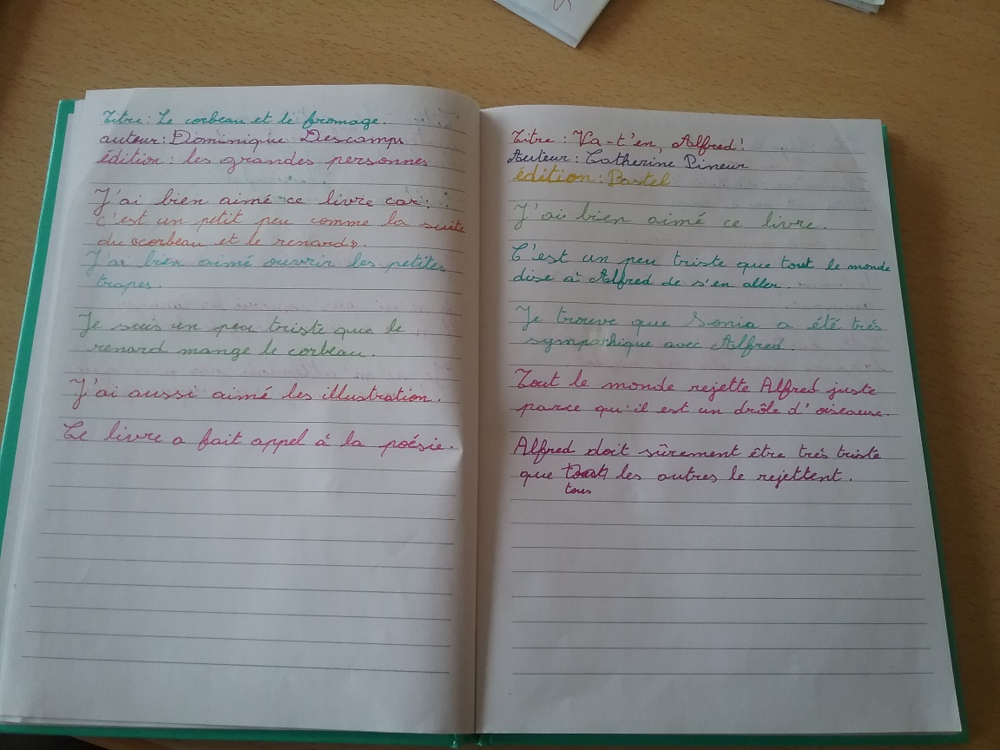 Titre : Le corbeau et le fromage.
auteur : Dominique Descamps
édition : les grandes personnes
J'ai bien aimé ce livre car :
c'est un petit peu comme la suite
du «corbeau et le renard».
J'ai bien aimé ouvrir les petites
trapes.
Je suis un peu triste que le
renard mange le corbeau.
J'ai aussi aimé les illustration.
Le livre a fait appel à la poésie.
Titre : Va-t'en, Alfred !
Auteur : Catherine Pineur
édition : Pastel
J'ai bien aimé ce livre.
C'est un peu triste que tout le monde
dise à Alfred de s'en aller.
Je trouve que Sonia a été très
sympathique avec Alfred.
Tout le monde rejette Alfred juste
parce qu'il est un drôle d'oiseaux.
Alfred doit sûrement être très triste
que les autres le rejettent.
tous